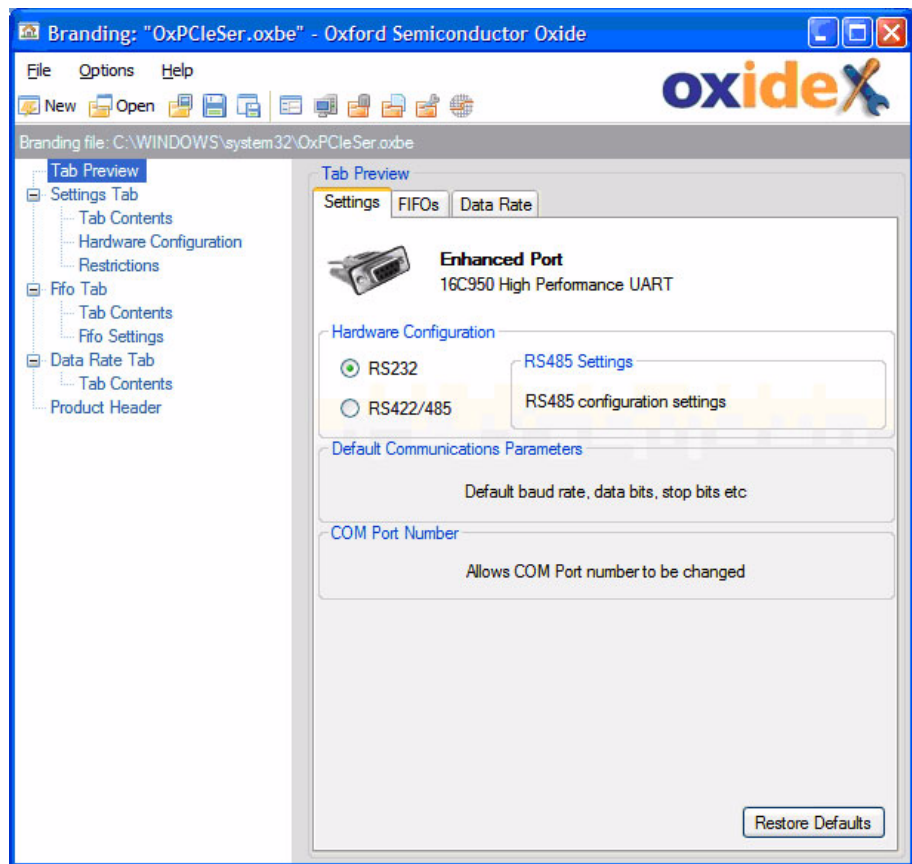 Branding: "OxPCIeSer.oxbe" - Oxford Semiconductor Oxide
File Options Help
oxide
New Open
Branding file: C:\WINDOWS\system32\OxPCIeSer.oxbe
Tab Preview
Settings Tab
Tab Contents
Hardware Configuration
Restrictions
Fifo Tab
Tab Contents
Fifo Settings
Data Rate Tab
Tab Contents
Product Header
Tab Preview
Settings FIFOs Data Rate
Enhanced Port
16C950 High Performance UART
Hardware Configuration
RS232
RS422/485
RS485 Settings
RS485 configuration settings
Default Communications Parameters
Default baud rate, data bits, stop bits etc
COM Port Number
Allows COM Port number to be changed
Restore Defaults